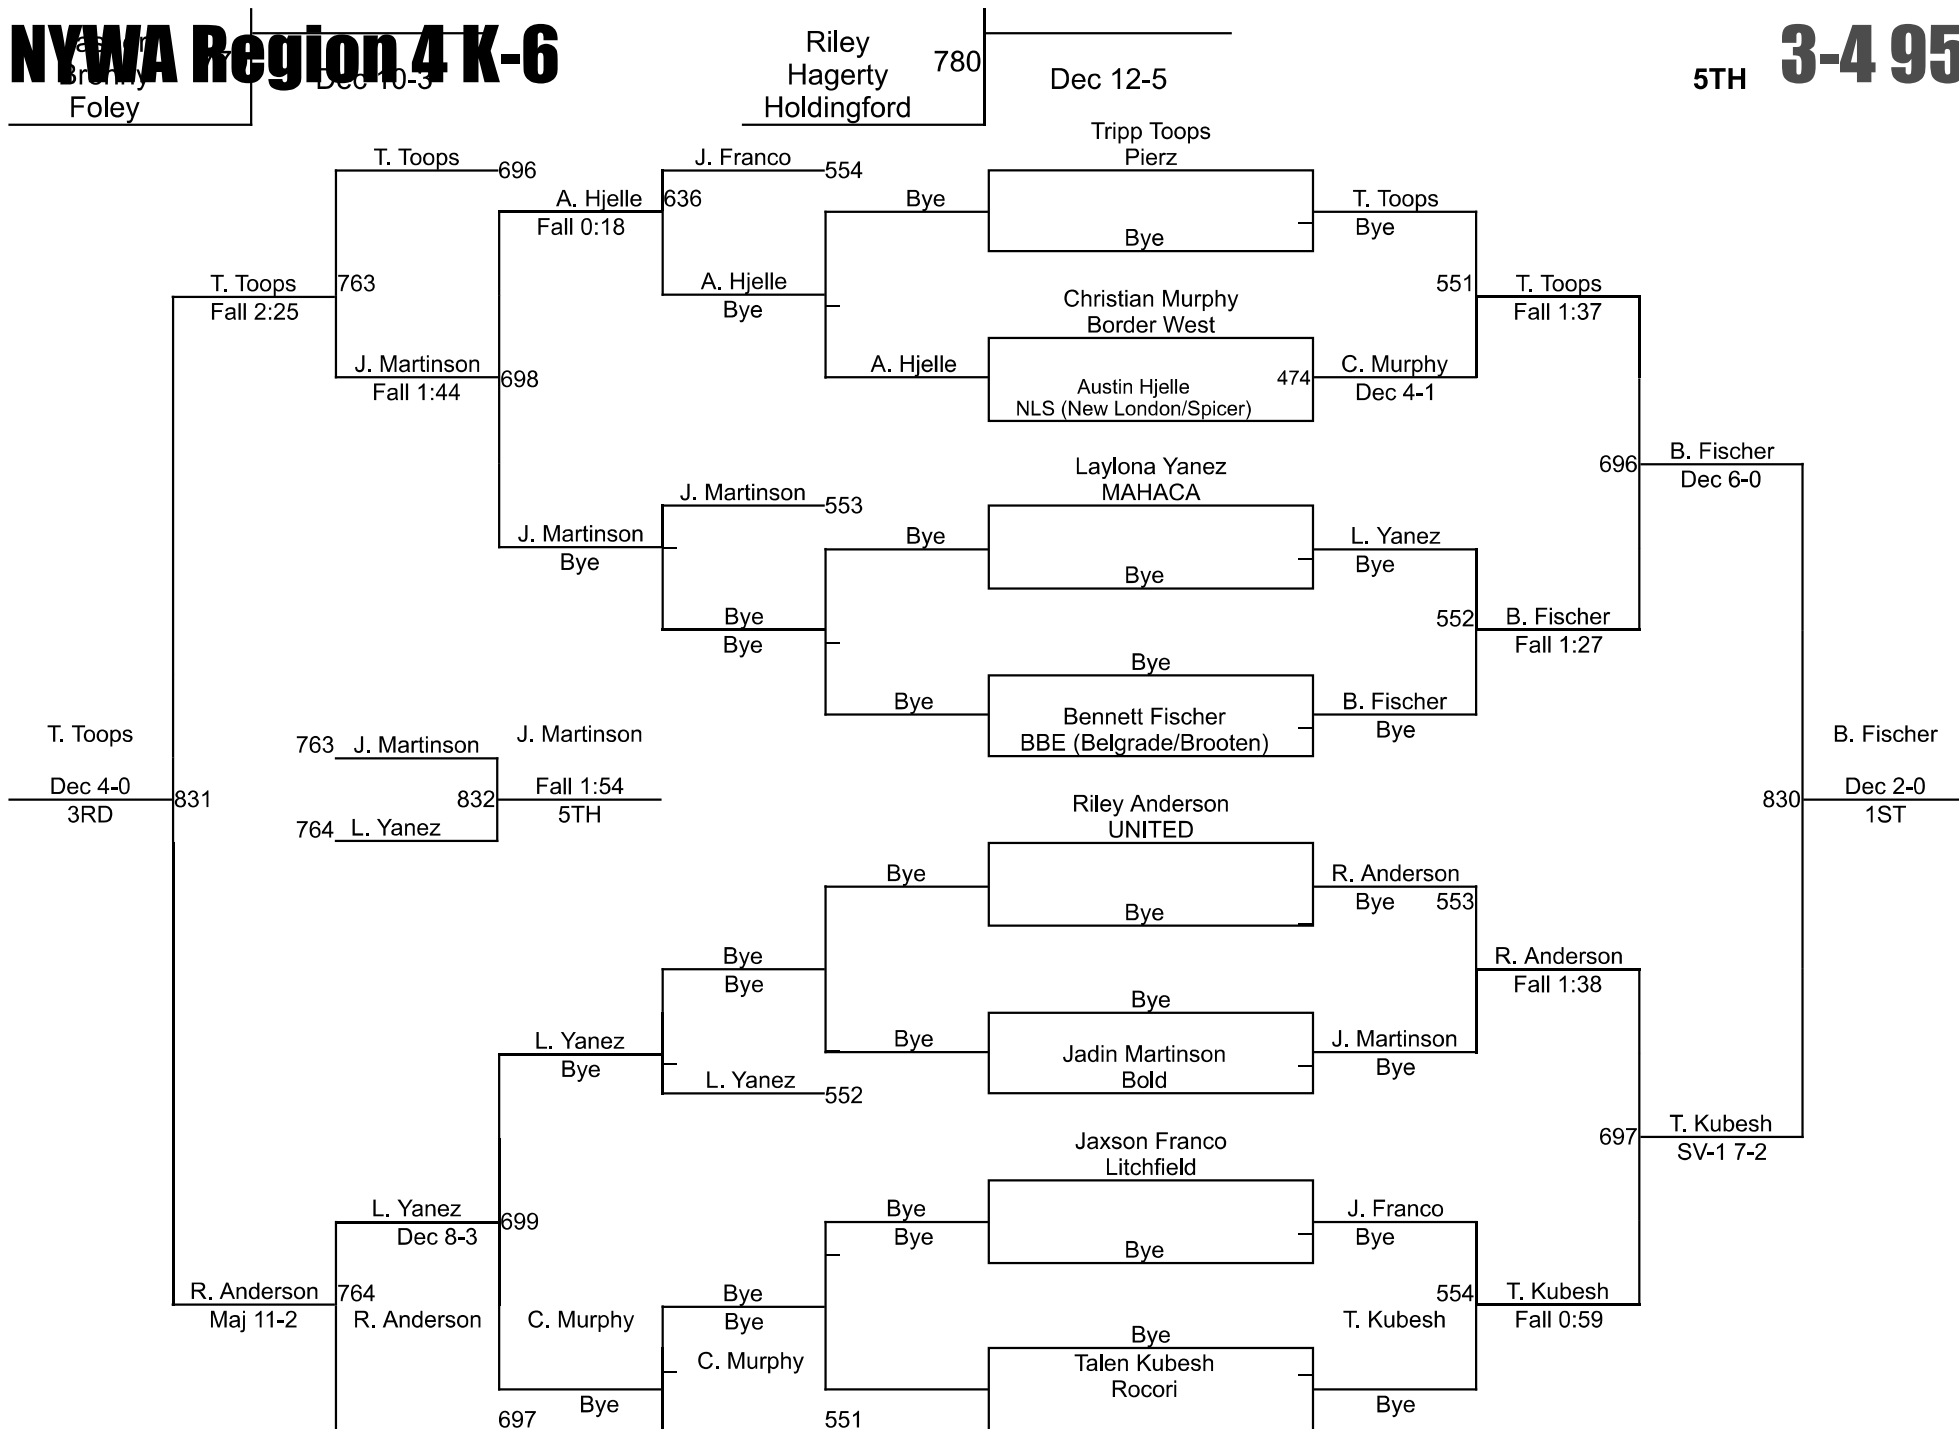 NYWA Region 4 K-6
Foley
Dec 10-3
Riley
Hagerty
Holdingford
780
Dec 12-5
5TH
3-4 95
Tripp Toops
Pierz
T. Toops
696
J. Franco
554
A. Hjelle
636
Fall 0:18
Bye
T. Toops
Bye
Bye
T. Toops
763
Fall 2:25
A. Hjelle
Bye
551
T. Toops
Fall 1:37
Christian Murphy
Border West
J. Martinson
698
Fall 1:44
A. Hjelle
Austin Hjelle
NLS (New London/Spicer)
474
C. Murphy
Dec 4-1
696
B. Fischer
Dec 6-0
Laylona Yanez
MAHACA
J. Martinson
553
J. Martinson
Bye
Bye
L. Yanez
Bye
Bye
Bye
Bye
552
B. Fischer
Fall 1:27
Bye
Bye
Bennett Fischer
BBE (Belgrade/Brooten)
B. Fischer
Bye
T. Toops
Dec 4-0
831
3RD
763
J. Martinson
J. Martinson
832
Fall 1:54
5TH
764
L. Yanez
B. Fischer
830
Dec 2-0
1ST
Riley Anderson
UNITED
Bye
R. Anderson
Bye
553
Bye
Bye
Bye
R. Anderson
Fall 1:38
Bye
L. Yanez
Bye
Bye
Jadin Martinson
Bold
J. Martinson
Bye
L. Yanez
552
697
T. Kubesh
SV-1 7-2
Jaxson Franco
Litchfield
L. Yanez
699
Dec 8-3
Bye
Bye
Bye
J. Franco
Bye
R. Anderson
764
Maj 11-2
R. Anderson
C. Murphy
Bye
Bye
C. Murphy
554
T. Kubesh
T. Kubesh
Fall 0:59
Bye
Talen Kubesh
Rocori
Bye
Bye
697
551